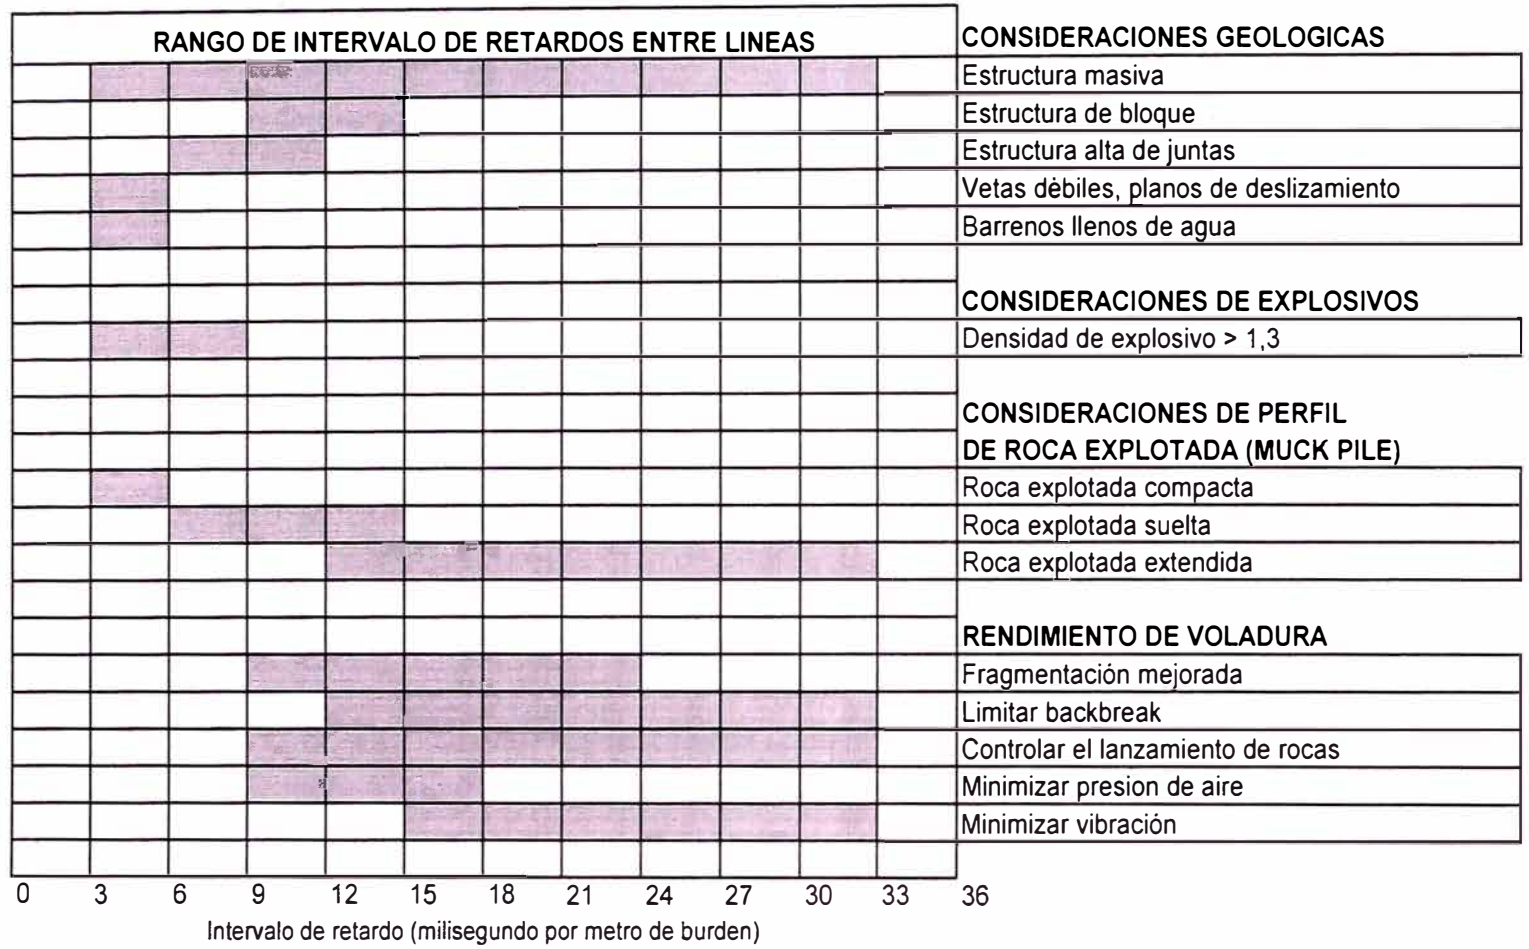 RANGO DE INTERVALO DE RETARDOS ENTRE LINEAS
CONSIDERACIONES GEOLOGICAS
Estructura masiva
Estructura de bloque
Estructura alta de juntas
Vetas débiles, planos de deslizamiento
Barrenos llenos de agua
CONSIDERACIONES DE EXPLOSIVOS
Densidad de explosivo > 1,3
CONSIDERACIONES DE PERFIL
DE ROCA EXPLOTADA (MUCK PILE)
Roca explotada compacta
Roca explotada suelta
Roca explotada extendida
RENDIMIENTO DE VOLADURA
Fragmentación mejorada
Limitar backbreak
Controlar el lanzamiento de rocas
Minimizar presion de aire
Minimizar vibración
0 3 6 9 12 15 18 21 24 27 30 33 36
Intervalo de retardo (milisegundo por metro de burden)